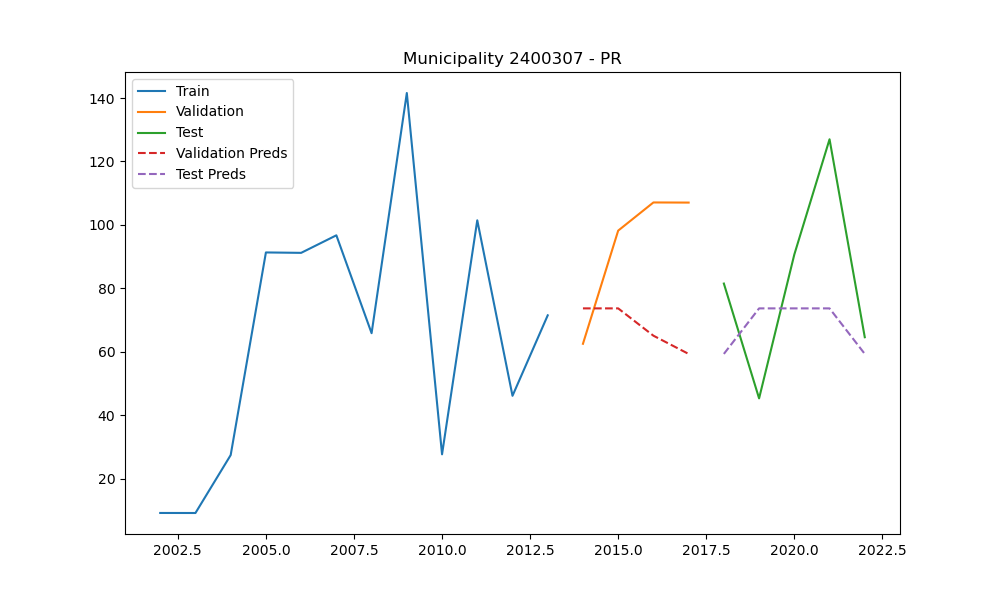 Municipality 2400307 - PR
Train
Validation
Test
Validation Preds
Test Preds
140
120
100
80
60
40
20
2002.5 2005.0 2007.5 2010.0 2012.5 2015.0 2017.5 2020.0 2022.5